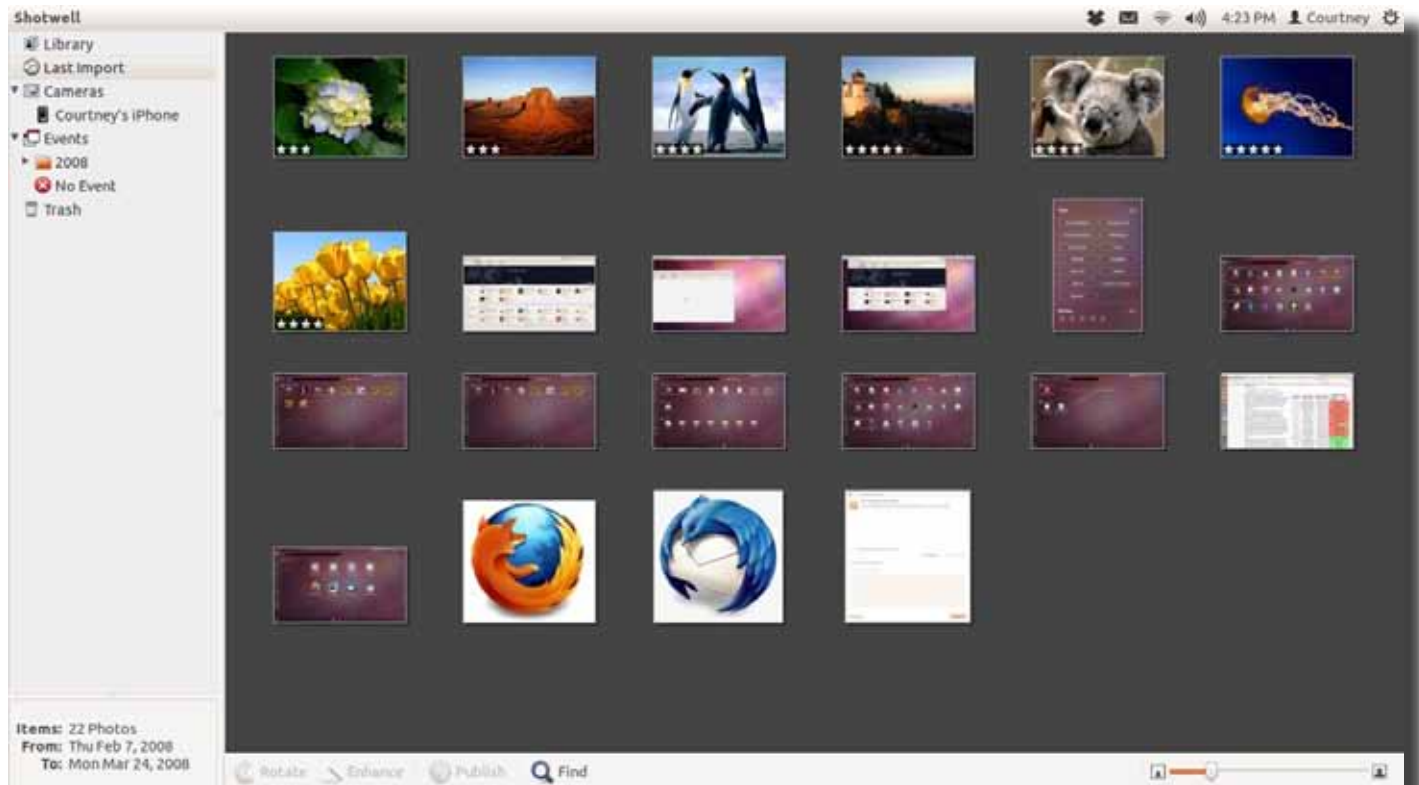 Shotwell
4:23 PM Courtney
Library
Last Import
Cameras
Courtney's iPhone
Events
2008
No Event
Trash
Items: 22 Photos
From: Thu Feb 7, 2008
To: Mon Mar 24, 2008
Rotate Enhance Publish Find